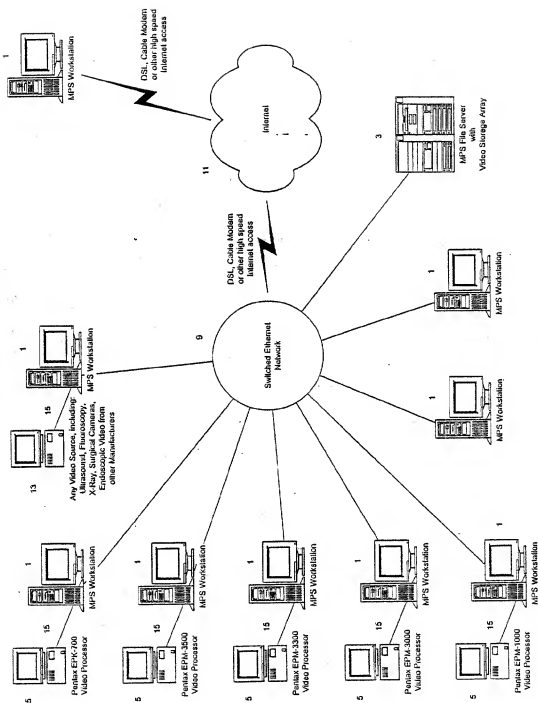 1
MPS Workstation
DSL, Cable Modem
or other high speed
Internet access
11
Internet
3
MPS File Server
with
Video Storage Array
DSL, Cable Modem
or other high speed
Internet access
9
Switched Ethernet
Network
1
MPS Workstation
1
MPS Workstation
1
MPS Workstation
15
13
Any Video Source, Including:
Ultrasound, Fluoroscopy,
X-Ray, Surgical Cameras,
Endoscopic Video from
other Manufacturers
1
MPS Workstation
15
5
Pentax EPK-700
Video Processor
1
MPS Workstation
15
5
Pentax EPM-3500
Video Processor
1
MPS Workstation
15
5
Pentax EPM-3300
Video Processor
1
MPS Workstation
15
5
Pentax EPM-3000
Video Processor
1
MPS Workstation
15
5
Pentax EPM-1000
Video Processor